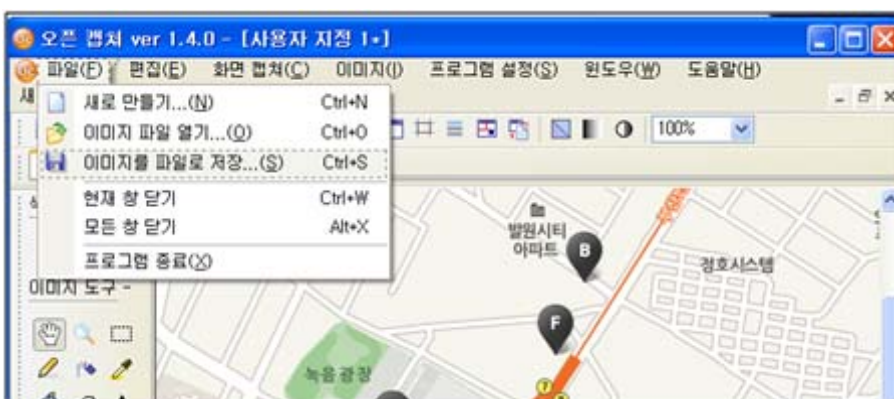 오픈 캡쳐 ver 1.4.0 - [사용자 지정 1*]
파일(F) 편집(E) 화면 캡쳐(C) 이미지(I) 프로그램 설정(S) 윈도우(W) 도움말(H)
새
새로 만들기...(N) Ctrl+N
이미지 파일 열기...(O) Ctrl+O
100%
이미지를 파일로 저장...(S) Ctrl+S
현재 창 닫기 Ctrl+W
모든 창 닫기 Alt+X
프로그램 종료(X)
발원시티
아파트
B
정호시스템
이미지 도구
F
녹음광장
7